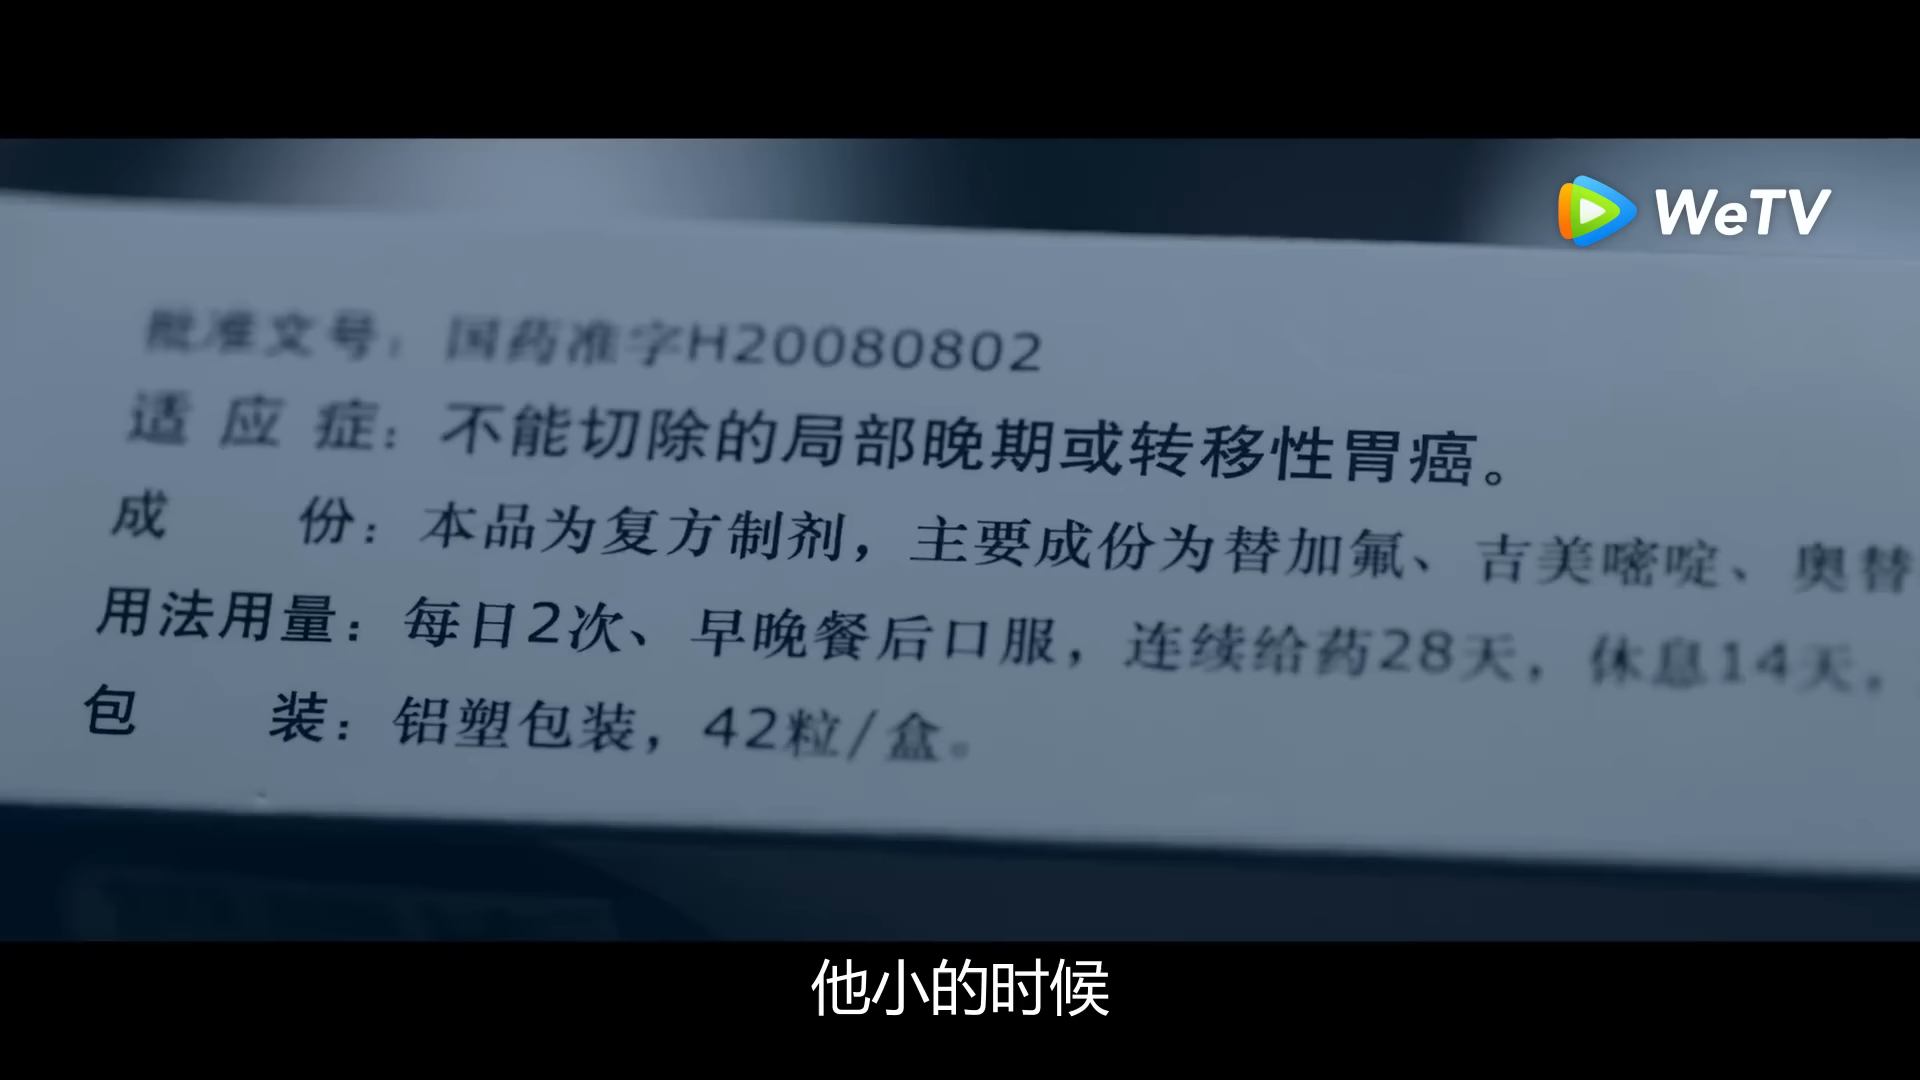 WeTV
批准文号：国药准字H20080802
适应症：不能切除的局部晚期或转移性胃癌。
成份：本品为复方制剂，主要成份为替加氟、吉美嘧啶、奥替
用法用量：每日2次、早晚餐后口服，连续给药28天，休息14天，
包装：铝塑包装，42粒/盒。
他小的时候